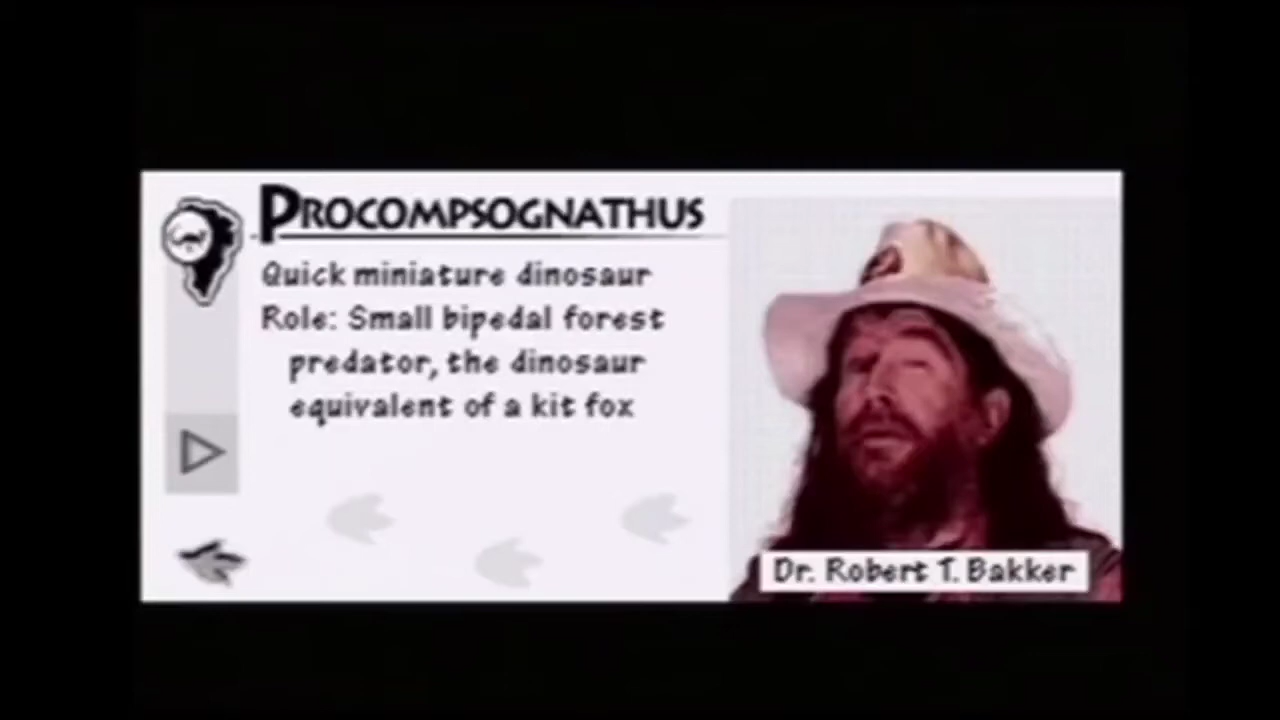 PROCOMPSOGNATHUS
Quick miniature dinosaur
Role: Small bipedal forest
predator, the dinosaur
equivalent of a kit fox
Dr. Robert T. Bakker